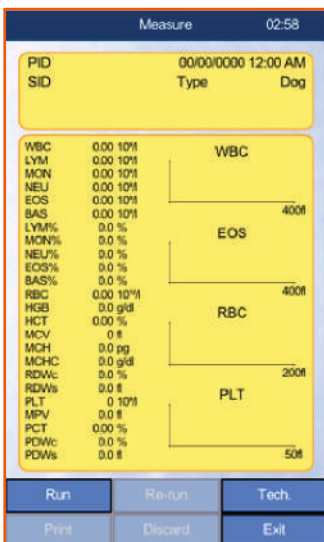 Measure 02:58
PID 00/00/0000 12:00 AM
SID Type Dog
WBC 0.00 10⁹/l
LYM 0.00 10⁹/l
MON 0.00 10⁹/l
NEU 0.00 10⁹/l
EOS 0.00 10⁹/l
BAS 0.00 10⁹/l
LYM% 0.0 %
MON% 0.0 %
NEU% 0.0 %
EOS% 0.0 %
BAS% 0.0 %
RBC 0.00 10¹²/l
HGB 0.0 g/dl
HCT 0.00 %
MCV 0 fl
MCH 0.0 pg
MCHC 0.0 g/dl
RDWc 0.0 %
RDWs 0.0 fl
PLT 0 10⁹/l
MPV 0.0 fl
PCT 0.00 %
PDWc 0.0 %
PDWs 0.0 fl
WBC
400fl
EOS
400fl
RBC
200fl
PLT
50fl
Run Re-run Tech.
Print Discard Exit